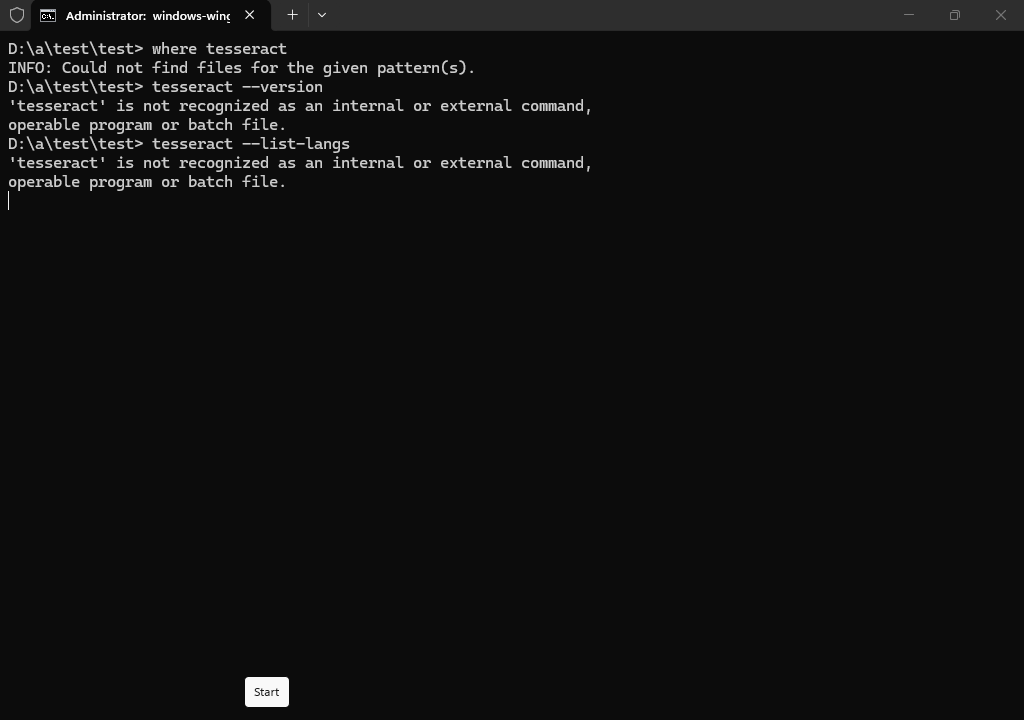 Administrator: windows-wing
D:\a\test\test> where tesseract
INFO: Could not find files for the given pattern(s).
D:\a\test\test> tesseract --version
'tesseract' is not recognized as an internal or external command,
operable program or batch file.
D:\a\test\test> tesseract --list-langs
'tesseract' is not recognized as an internal or external command,
operable program or batch file.
Start